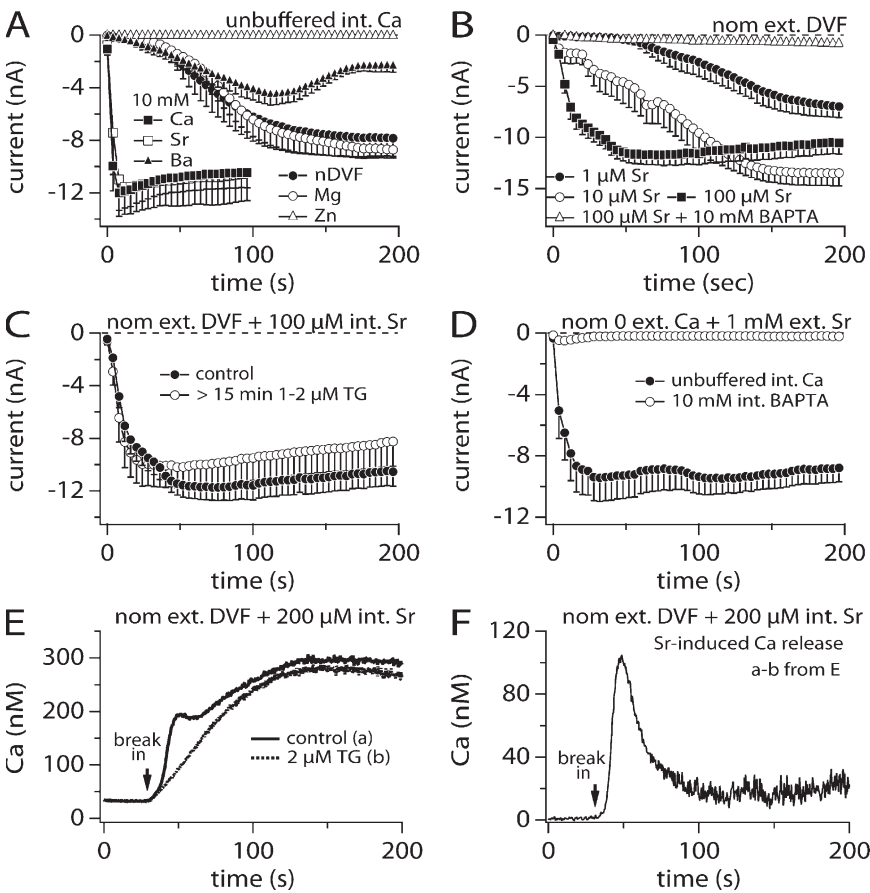 A
unbuffered int. Ca
0
-4
-8
-12
current (nA)
10 mM
Ca
Sr
Ba
nDVF
Mg
Zn
0
100
200
time (s)
B
nom ext. DVF
0
-5
-10
-15
current (nA)
1 µM Sr
10 µM Sr
100 µM Sr
100 µM Sr + 10 mM BAPTA
0
100
200
time (sec)
C
nom ext. DVF + 100 µM int. Sr
0
-4
-8
-12
current (nA)
control
> 15 min 1-2 µM TG
0
100
200
time (s)
D
nom 0 ext. Ca + 1 mM ext. Sr
0
-4
-8
-12
current (nA)
unbuffered int. Ca
10 mM int. BAPTA
0
100
200
time (s)
E
nom ext. DVF + 200 µM int. Sr
300
200
100
0
Ca (nM)
break
in
control (a)
2 µM TG (b)
0
100
200
time (s)
F
nom ext. DVF + 200 µM int. Sr
120
80
40
0
Ca (nM)
Sr-induced Ca release
a-b from E
break
in
0
100
200
time (s)